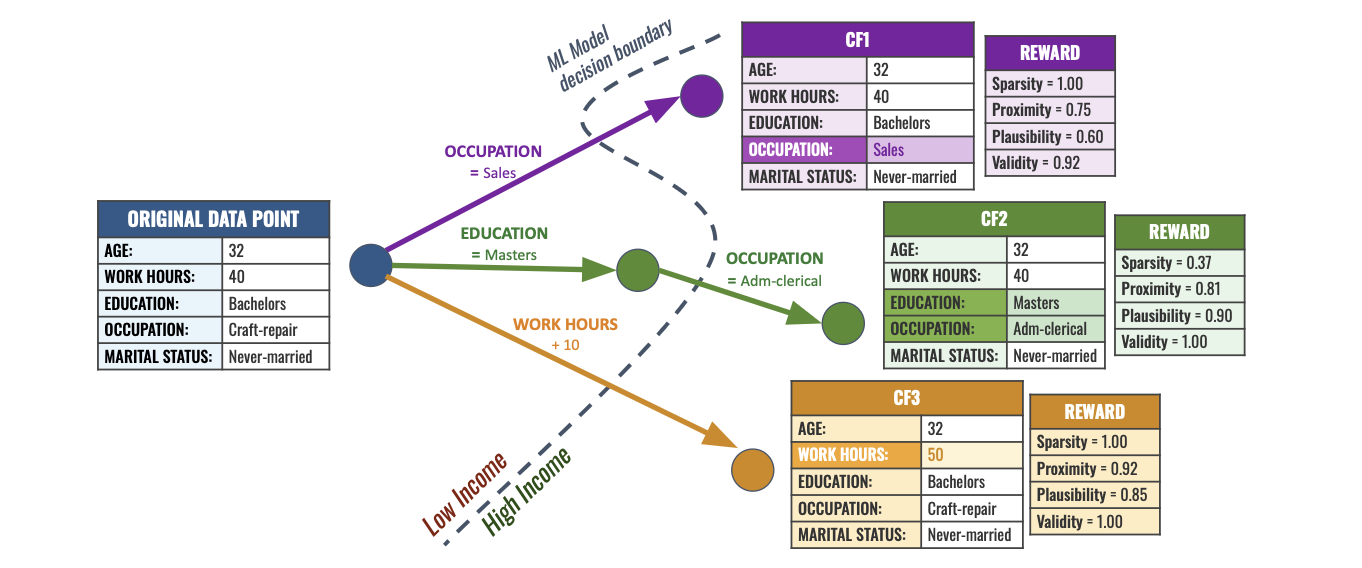 ML Model
decision boundary
CF1
AGE: 32
WORK HOURS: 40
EDUCATION: Bachelors
OCCUPATION: Sales
MARITAL STATUS: Never-married
REWARD
Sparsity = 1.00
Proximity = 0.75
Plausibility = 0.60
Validity = 0.92
OCCUPATION
= Sales
ORIGINAL DATA POINT
AGE: 32
WORK HOURS: 40
EDUCATION: Bachelors
OCCUPATION: Craft-repair
MARITAL STATUS: Never-married
EDUCATION
= Masters
OCCUPATION
= Adm-clerical
CF2
AGE: 32
WORK HOURS: 40
EDUCATION: Masters
OCCUPATION: Adm-clerical
MARITAL STATUS: Never-married
REWARD
Sparsity = 0.37
Proximity = 0.81
Plausibility = 0.90
Validity = 1.00
WORK HOURS
+ 10
CF3
AGE: 32
WORK HOURS: 50
EDUCATION: Bachelors
OCCUPATION: Craft-repair
MARITAL STATUS: Never-married
REWARD
Sparsity = 1.00
Proximity = 0.92
Plausibility = 0.85
Validity = 1.00
Low Income
High Income